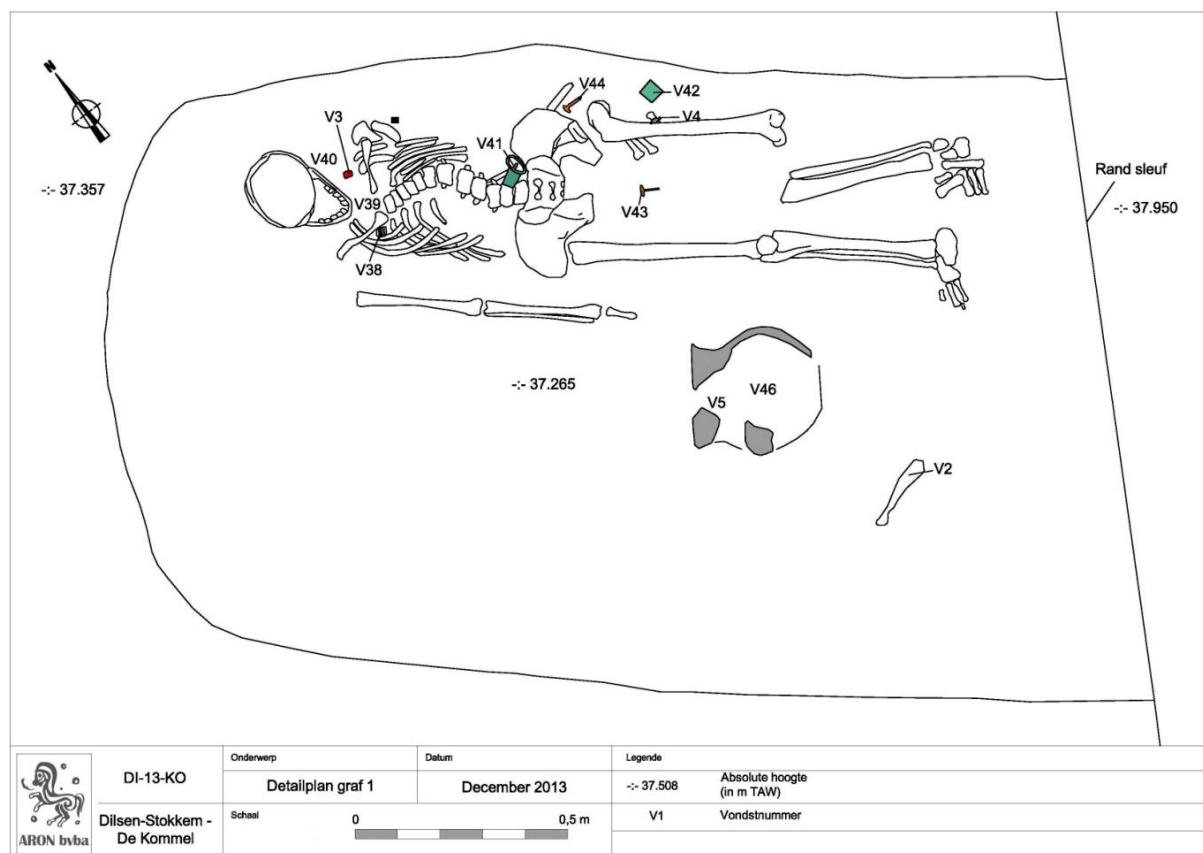 N
V44
V42
V3
V4
V41
V40
Rand sleuf
-:- 37.357
V39
V43
-:- 37.950
V38
-:- 37.265
V46
V5
V2
ARON bvba
DI-13-KO
Dilsen-Stokkem -
De Kommel
Onderwerp
Detailplan graf 1
Datum
December 2013
Schaal
0
0,5 m
Legende
-:- 37.508
Absolute hoogte
(in m TAW)
V1
Vondstnummer